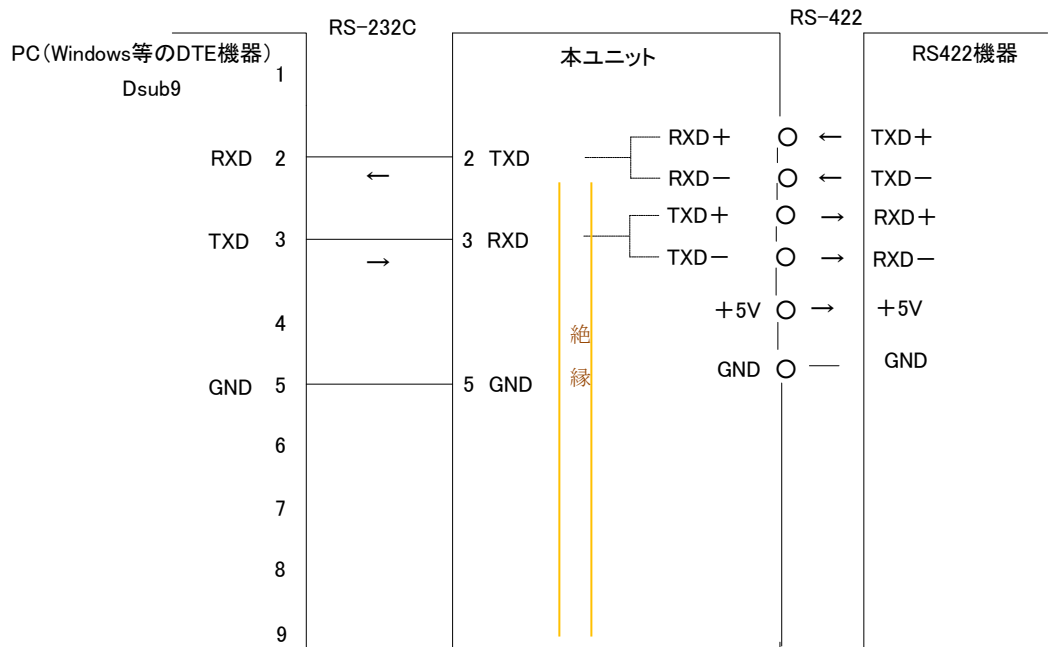 RS-232C
RS-422
PC(Windows等のDTE機器)
Dsub9
本ユニット
RS422機器
1
RXD 2
←
2 TXD
RXD+
←
TXD+
RXD-
←
TXD-
TXD 3
→
3 RXD
TXD+
→
RXD+
TXD-
→
RXD-
4
+5V
→
+5V
絶
縁
GND 5
5 GND
GND
GND
6
7
8
9